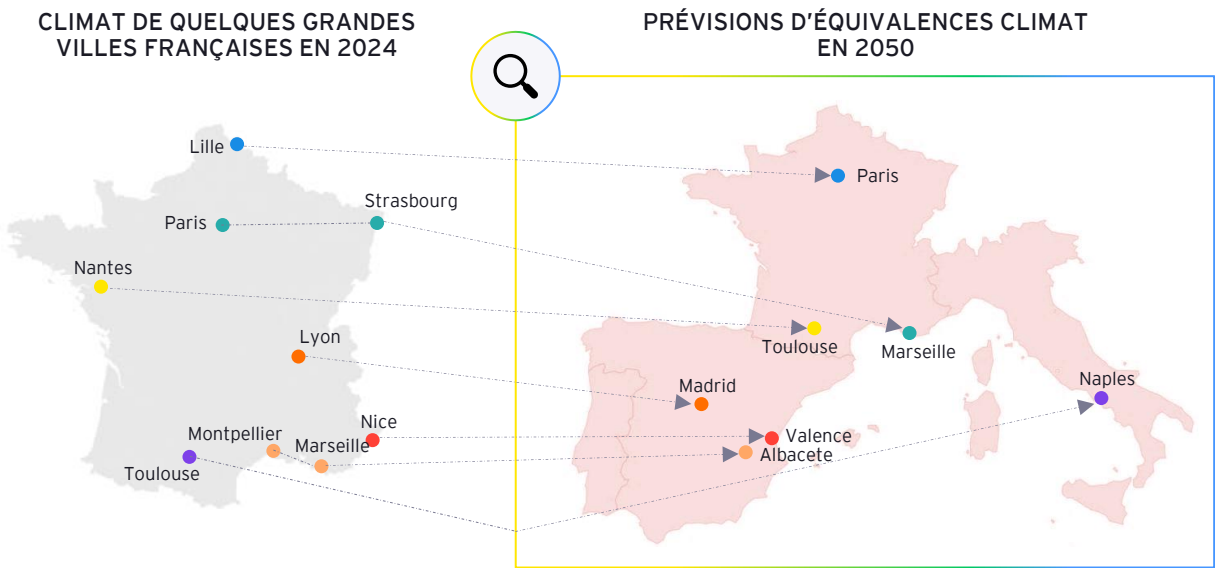 CLIMAT DE QUELQUES GRANDES
VILLES FRANÇAISES EN 2024
PRÉVISIONS D'ÉQUIVALENCES CLIMAT
EN 2050
Lille
Strasbourg
Paris
Nantes
Lyon
Nice
Montpellier
Marseille
Toulouse
Paris
Toulouse
Marseille
Madrid
Naples
Valence
Albacete